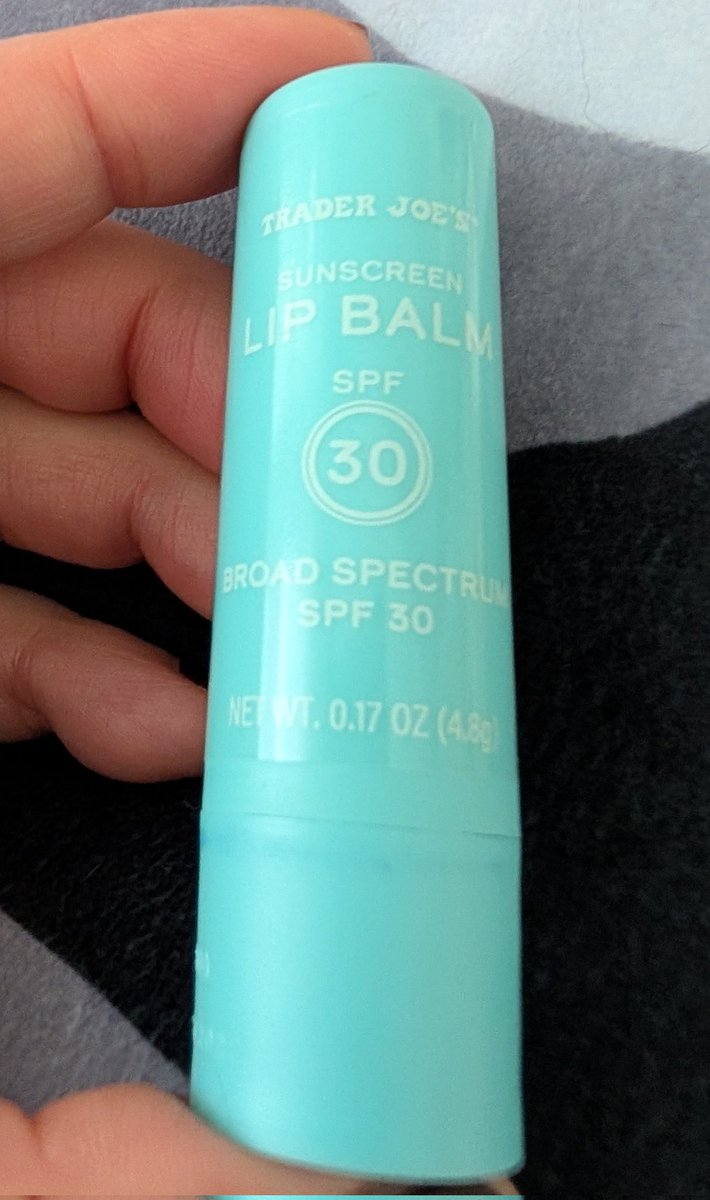 TRADER JOE'S
SUNSCREEN
LIP BALM
SPF
30
BROAD SPECTRUM
SPF 30
NET WT. 0.17 OZ (4.8g)